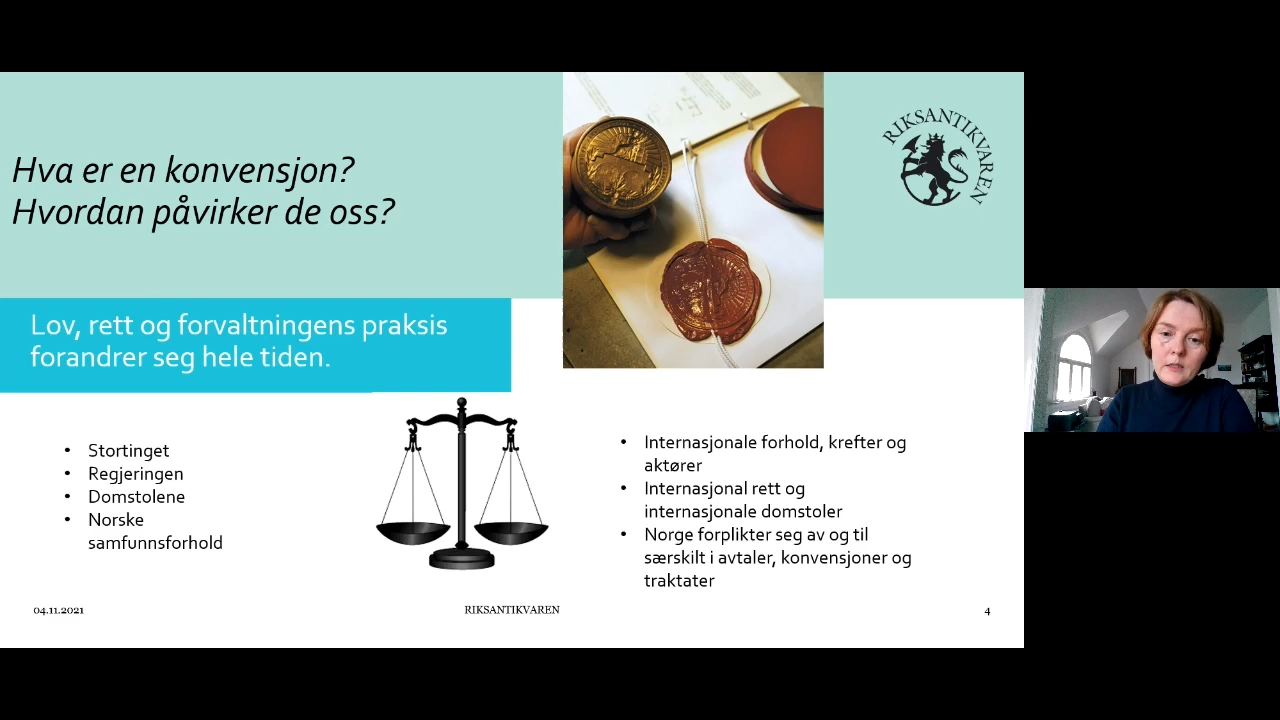 Hva er en konvensjon?
Hvordan påvirker de oss?
RIKSANTIKVAREN
Lov, rett og forvaltningens praksis
forandrer seg hele tiden.
• Stortinget
• Regjeringen
• Domstolene
• Norske
samfunnsforhold
• Internasjonale forhold, krefter og
aktører
• Internasjonal rett og
internasjonale domstoler
• Norge forplikter seg av og til
særskilt i avtaler, konvensjoner og
traktater
04.11.2021
RIKSANTIKVAREN
4